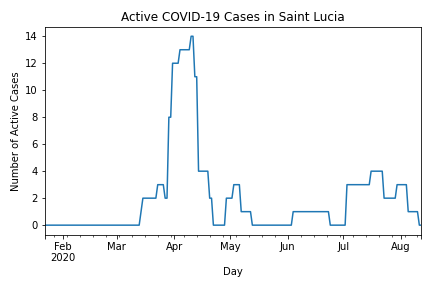 Active COVID-19 Cases in Saint Lucia
14
12
10
8
6
4
2
0
Number of Active Cases
Feb Mar Apr May Jun Jul Aug
2020
Day